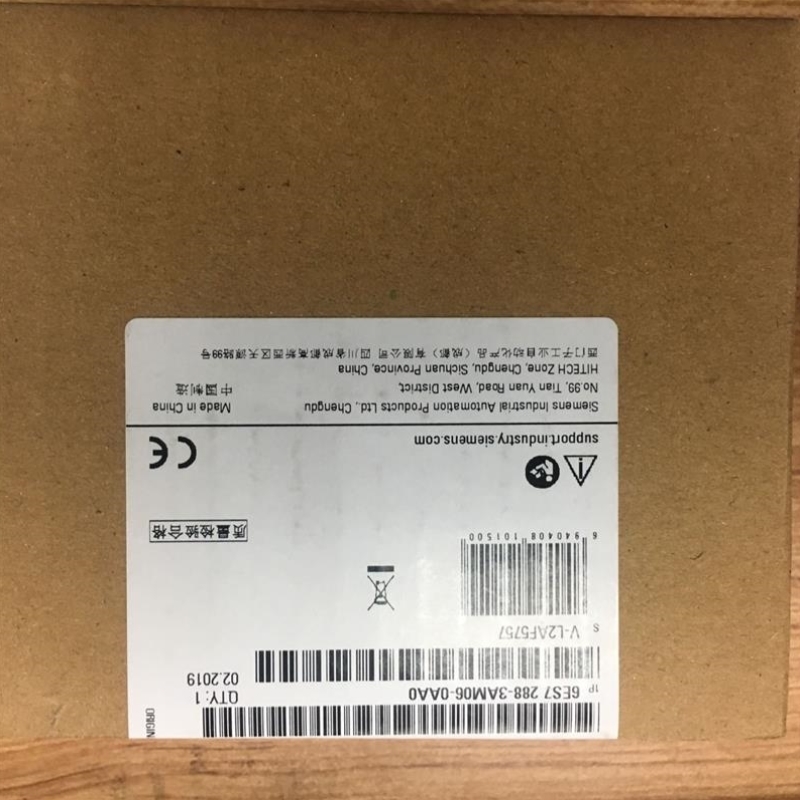 ORIGIN
1P 6ES7 288-3AM06-0AA0
QTY: 1
02.2019
S V-L2AF5757
6 940408 101500
质量检验合格
CE
support.industry.siemens.com
Siemens Industrial Automation Products Ltd., Chengdu
No.99, Tian Yuan Road, West District,
HITECH Zone, Chengdu, Sichuan Province, China
Made in China
中國制造
西门子工业自动化产品（成都）有限公司 四川省成都高新西区天源路99号